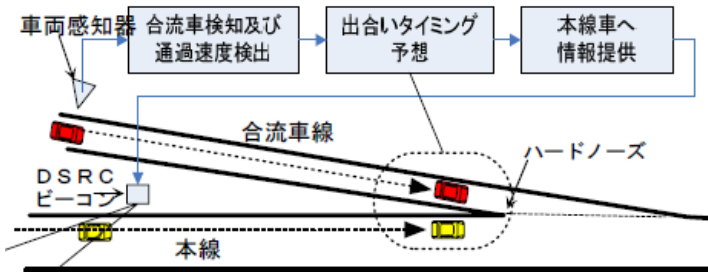 車両感知器
合流車検知及び
通過速度検出
出合いタイミング
予想
本線車へ
情報提供
合流車線
ハードノーズ
DSRC
ビーコン
本線